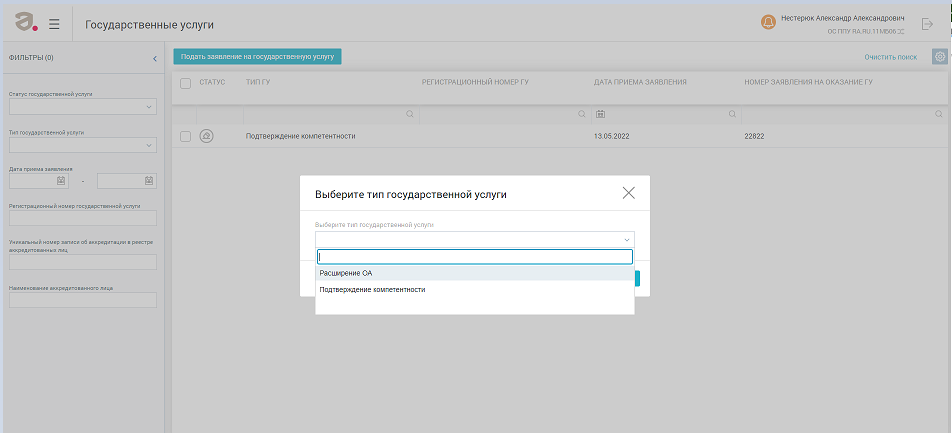 Государственные услуги
Нестерюк Александр Александрович
ОС ППУ RA.RU.11МБ06
ФИЛЬТРЫ (0)
Подать заявление на государственную услугу
Очистить поиск
СТАТУС ТИП ГУ РЕГИСТРАЦИОННЫЙ НОМЕР ГУ ДАТА ПРИЕМА ЗАЯВЛЕНИЯ НОМЕР ЗАЯВЛЕНИЯ НА ОКАЗАНИЕ ГУ
Подтверждение компетентности 13.05.2022 22822
Статус государственной услуги
Тип государственной услуги
Дата приема заявления
-
Регистрационный номер государственной услуги
Уникальный номер записи об аккредитации в реестре
аккредитованных лиц
Наименование аккредитованного лица
Выберите тип государственной услуги
Выберите тип государственной услуги
Расширение ОА
Подтверждение компетентности